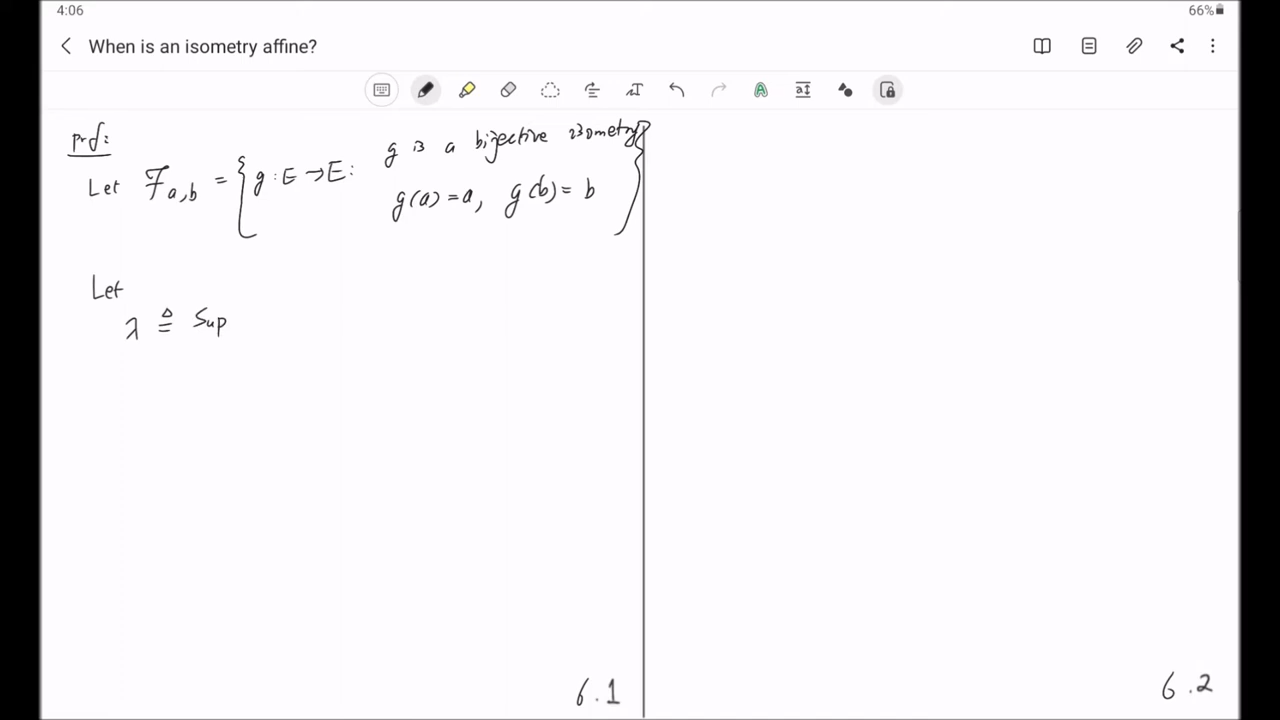 4:06
66%
When is an isometry affine?
prf:
g is a bijective isometry
Let ℱa,b = { g : E → E :
g(a) = a, g(b) = b }
Let
λ ≜ Sup
6.1
6.2